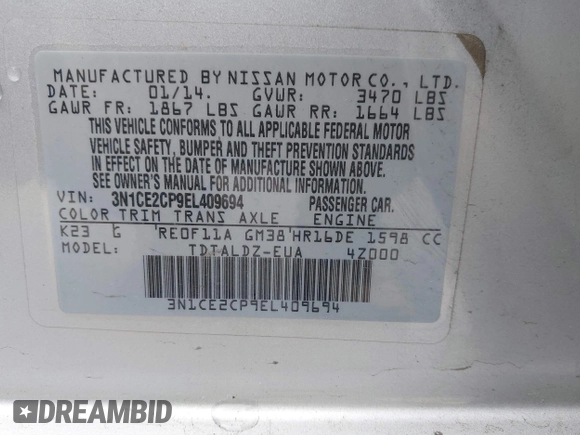 MANUFACTURED BY NISSAN MOTOR CO., LTD.
DATE: 01/14. GVWR: 3470 LBS
GAWR FR: 1867 LBS GAWR RR: 1664 LBS
THIS VEHICLE CONFORMS TO ALL APPLICABLE FEDERAL MOTOR
VEHICLE SAFETY, BUMPER AND THEFT PREVENTION STANDARDS
IN EFFECT ON THE DATE OF MANUFACTURE SHOWN ABOVE.
SEE OWNER'S MANUAL FOR ADDITIONAL INFORMATION.
VIN: 3N1CE2CP9EL409694 PASSENGER CAR.
COLOR TRIM TRANS AXLE ENGINE
K23 G RE0F11A GM38 HR16DE 1598 CC
MODEL: TDTALDZ-EUA 4Z000
3N1CE2CP9EL409694
DREAMBID